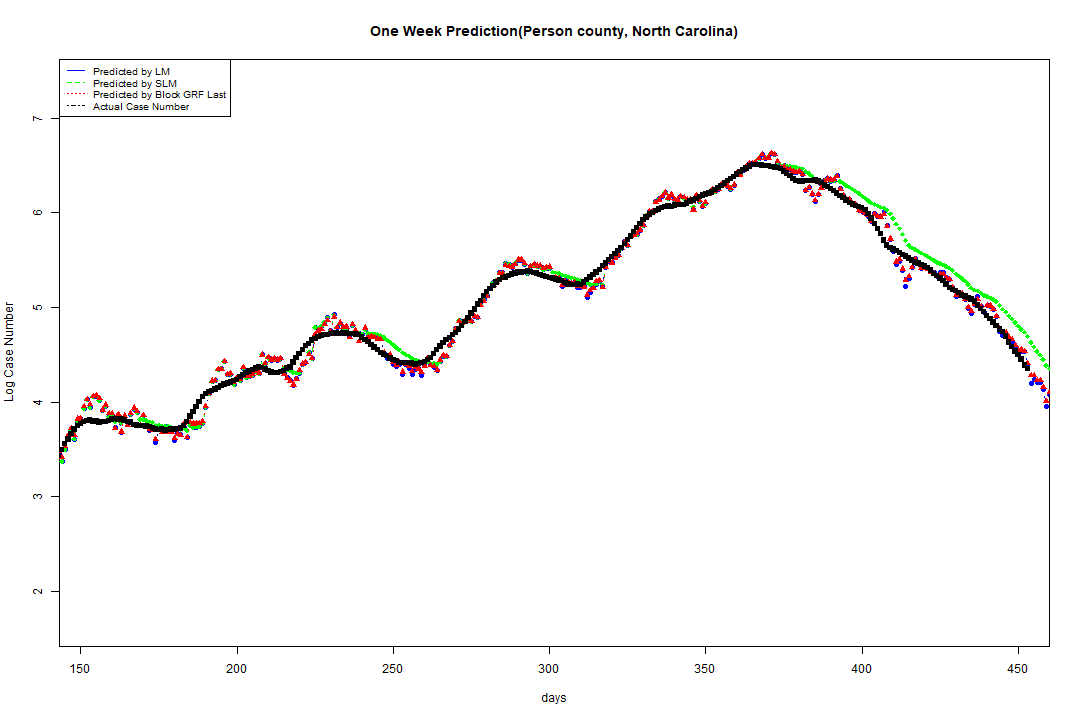 One Week Prediction(Person county, North Carolina)
Predicted by LM
Predicted by SLM
Predicted by Block GRF Last
Actual Case Number
Log Case Number
7
6
5
4
3
2
150 200 250 300 350 400 450
days